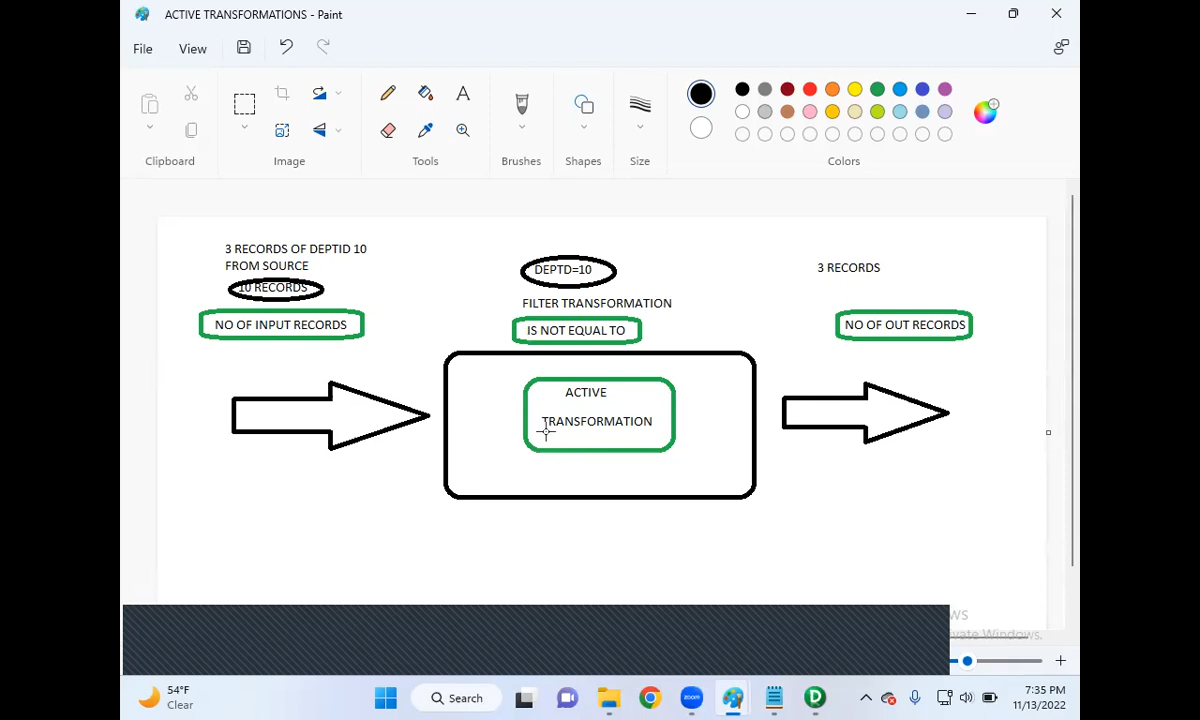 ACTIVE TRANSFORMATIONS - Paint
File
View
Clipboard
Image
Tools
Brushes
Shapes
Size
Colors
3 RECORDS OF DEPTID 10
FROM SOURCE
10 RECORDS
NO OF INPUT RECORDS
DEPTD=10
FILTER TRANSFORMATION
IS NOT EQUAL TO
3 RECORDS
NO OF OUT RECORDS
ACTIVE
TRANSFORMATION
Windows.
54°F
Clear
Search
zoom
7:35 PM
11/13/2022